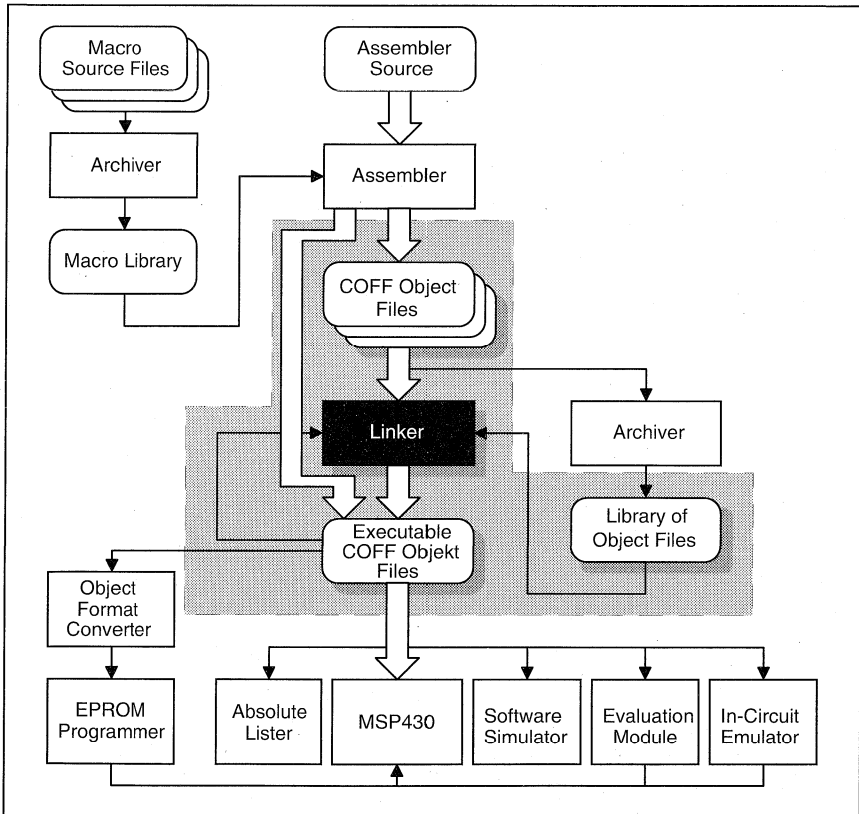 Macro
Source Files
Assembler
Source
Archiver
Assembler
Macro Library
COFF Object
Files
Linker
Archiver
Executable
COFF Objekt
Files
Library of
Object Files
Object
Format
Converter
EPROM
Programmer
Absolute
Lister
MSP430
Software
Simulator
Evaluation
Module
In-Circuit
Emulator